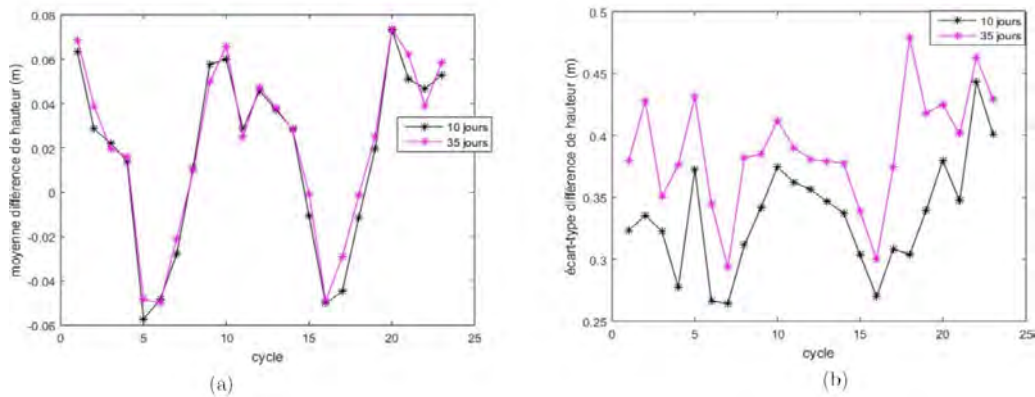 0.08
0.06
0.04
0.02
0
-0.02
-0.04
-0.06
moyenne différence de hauteur (m)
10 jours
35 jours
0
5
10
15
20
25
cycle
(a)
0.5
0.45
0.4
0.35
0.3
0.25
écart-type différence de hauteur (m)
10 jours
35 jours
0
5
10
15
20
25
cycle
(b)